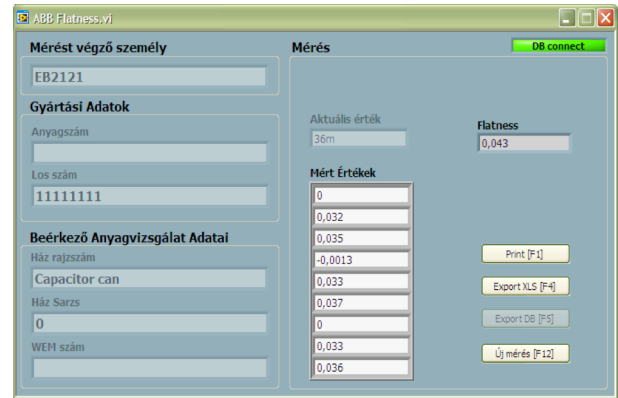 ABB Flatness.vi
Mérést végző személy
EB2121
Gyártási Adatok
Anyagszám
Los szám
11111111
Beérkező Anyagvizsgálat Adatai
Ház rajzszám
Capacitor can
Ház Sarzs
0
WEM szám
Mérés
DB connect
Aktuális érték
36m
Flatness
0,043
Mért Értékek
0
0,032
0,035
-0,0013
0,033
0,037
0
0,033
0,036
Print [F1]
Export XLS [F4]
Export DB [F5]
Új mérés [F12]